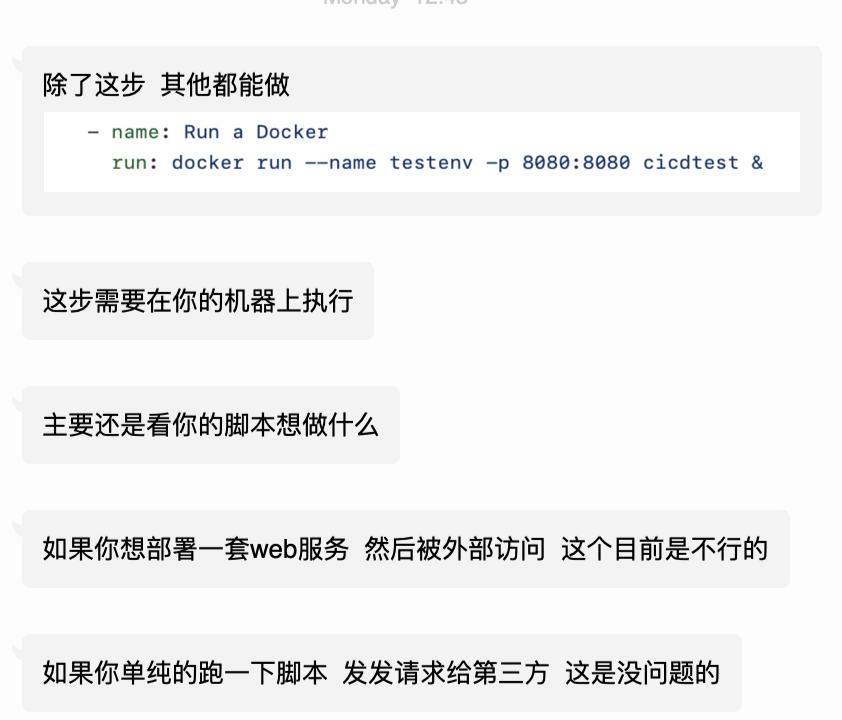 Monday 12:48
除了这步 其他都能做
- name: Run a Docker
run: docker run --name testenv -p 8080:8080 cicdtest &
这步需要在你的机器上执行
主要还是看你的脚本想做什么
如果你想部署一套web服务 然后被外部访问 这个目前是不行的
如果你单纯的跑一下脚本 发发请求给第三方 这是没问题的